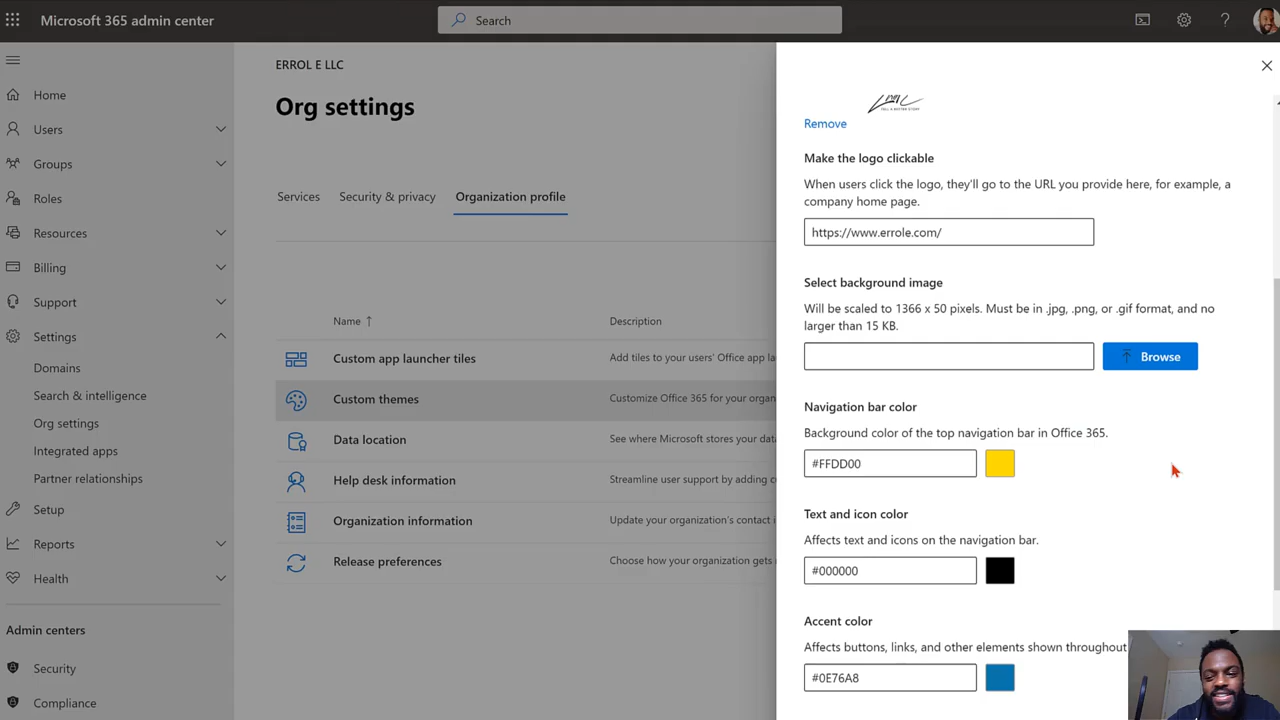 Microsoft 365 admin center
Search
?
Home
Users
Groups
Roles
Resources
Billing
Support
Settings
Domains
Search & intelligence
Org settings
Integrated apps
Partner relationships
Setup
Reports
Health
Admin centers
Security
Compliance
ERROL E LLC
Org settings
Services
Security & privacy
Organization profile
Name ↑
Description
Custom app launcher tiles
Add tiles to your users' Office app lau
Custom themes
Customize Office 365 for your organ
Data location
See where Microsoft stores your data
Help desk information
Streamline user support by adding cu
Organization information
Update your organization's contact i
Release preferences
Choose how your organization gets
Remove
Make the logo clickable
When users click the logo, they'll go to the URL you provide here, for example, a
company home page.
https://www.errole.com/
Select background image
Will be scaled to 1366 x 50 pixels. Must be in .jpg, .png, or .gif format, and no
larger than 15 KB.
Browse
Navigation bar color
Background color of the top navigation bar in Office 365.
#FFDD00
Text and icon color
Affects text and icons on the navigation bar.
#000000
Accent color
Affects buttons, links, and other elements shown throughout
#0E76A8